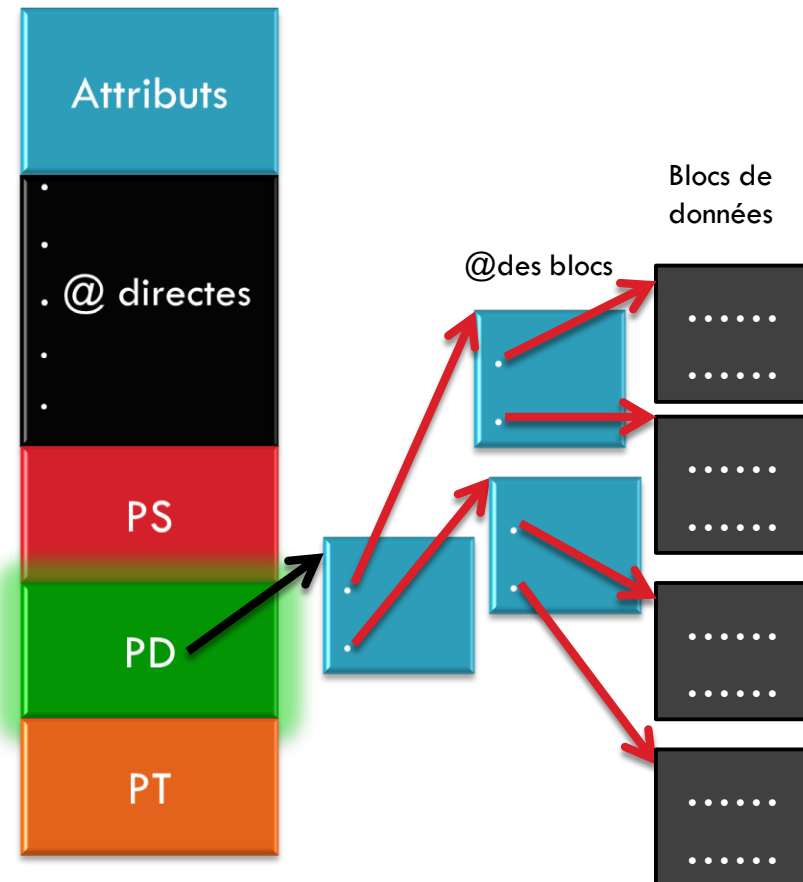 Attributs
@ directes
PS
PD
PT
@des blocs
Blocs de
données
......
......
......
......
......
......
......
......